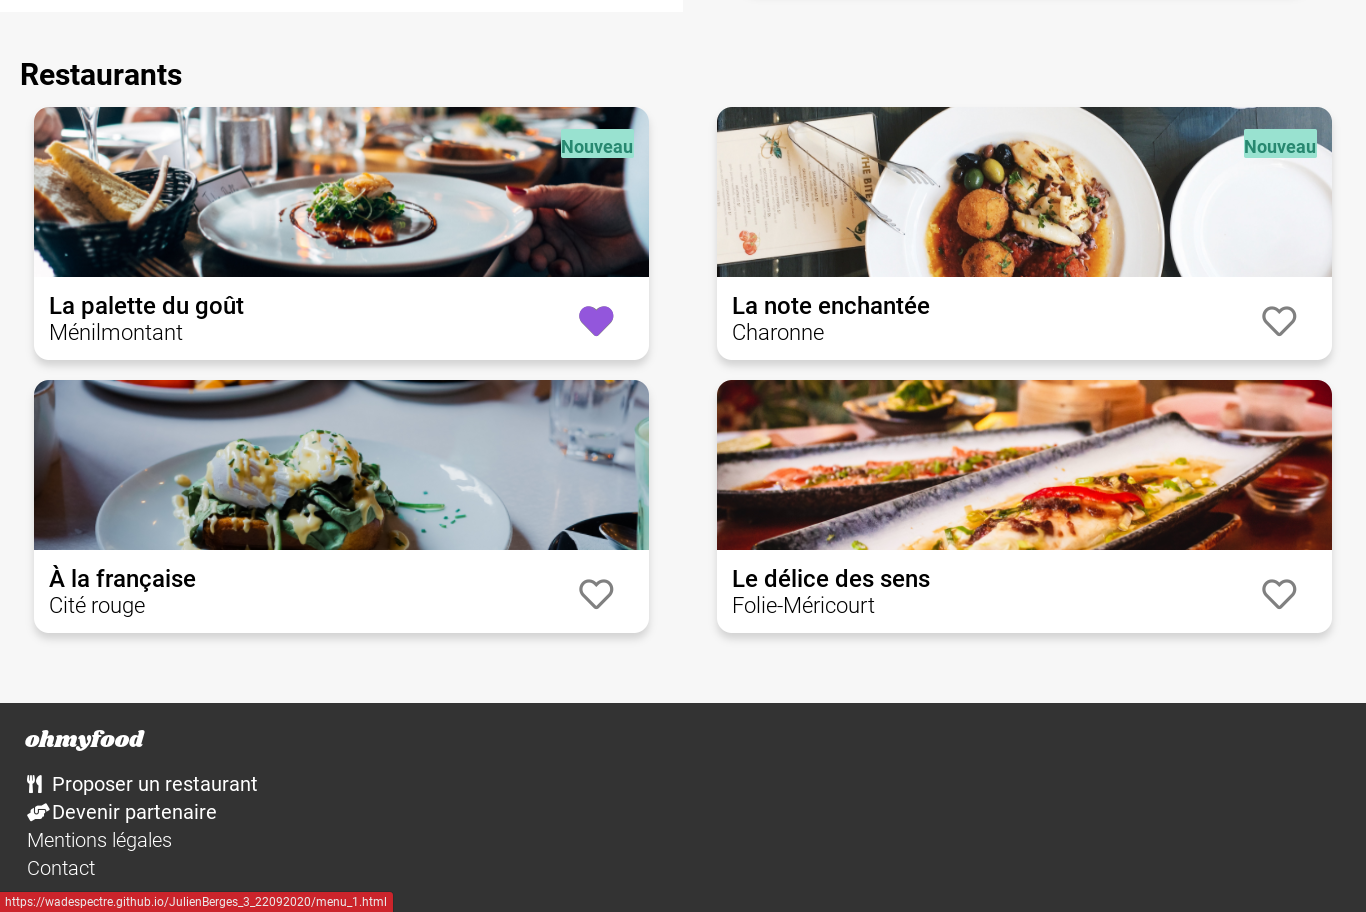 Restaurants
Nouveau
Nouveau
La palette du goût
Ménilmontant
La note enchantée
Charonne
À la française
Cité rouge
Le délice des sens
Folie-Méricourt
ohmyfood
Proposer un restaurant
Devenir partenaire
Mentions légales
Contact
https://wadespectre.github.io/JulienBerges_3_22092020/menu_1.html